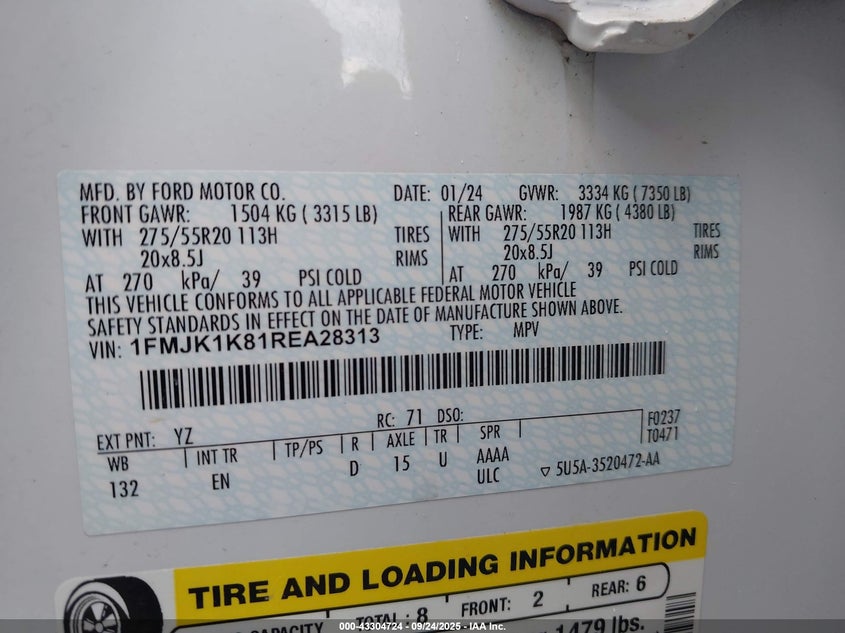 MFD. BY FORD MOTOR CO. DATE: 01/24 GVWR: 3334 KG ( 7350 LB)
FRONT GAWR: 1504 KG ( 3315 LB) REAR GAWR: 1987 KG ( 4380 LB)
WITH 275/55R20 113H TIRES WITH 275/55R20 113H TIRES
20x8.5J RIMS 20x8.5J RIMS
AT 270 kPa/ 39 PSI COLD AT 270 kPa/ 39 PSI COLD
THIS VEHICLE CONFORMS TO ALL APPLICABLE FEDERAL MOTOR VEHICLE
SAFETY STANDARDS IN EFFECT ON THE DATE OF MANUFACTURE SHOWN ABOVE.
VIN: 1FMJK1K81REA28313 TYPE: MPV
EXT PNT: YZ RC: 71 DSO: F0237
WB INT TR TP/PS R AXLE TR SPR T0471
132 EN D 15 U AAAA
ULC 5U5A-3520472-AA
TIRE AND LOADING INFORMATION
CAPACITY TOTAL: 8 FRONT: 2 REAR: 6
1479 lbs.
000-43304724 - 09/24/2025 - IAA Inc.